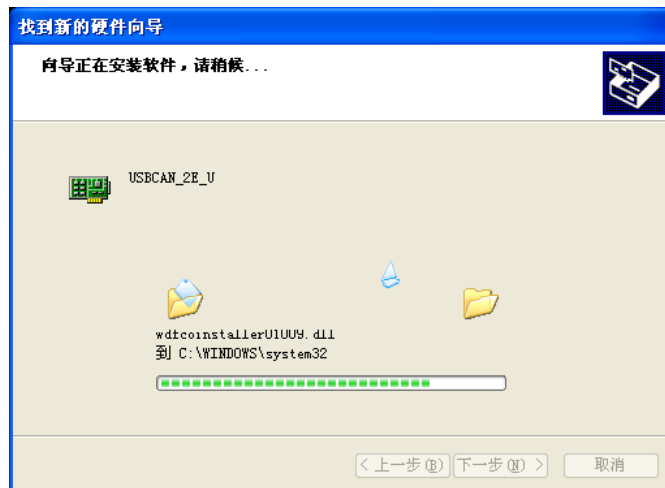 找到新的硬件向导
向导正在安装软件，请稍候...
USBCAN_2E_U
wdfcoinstaller01009.dll
到 C:\WINDOWS\system32
< 上一步(B)
下一步(N) >
取消